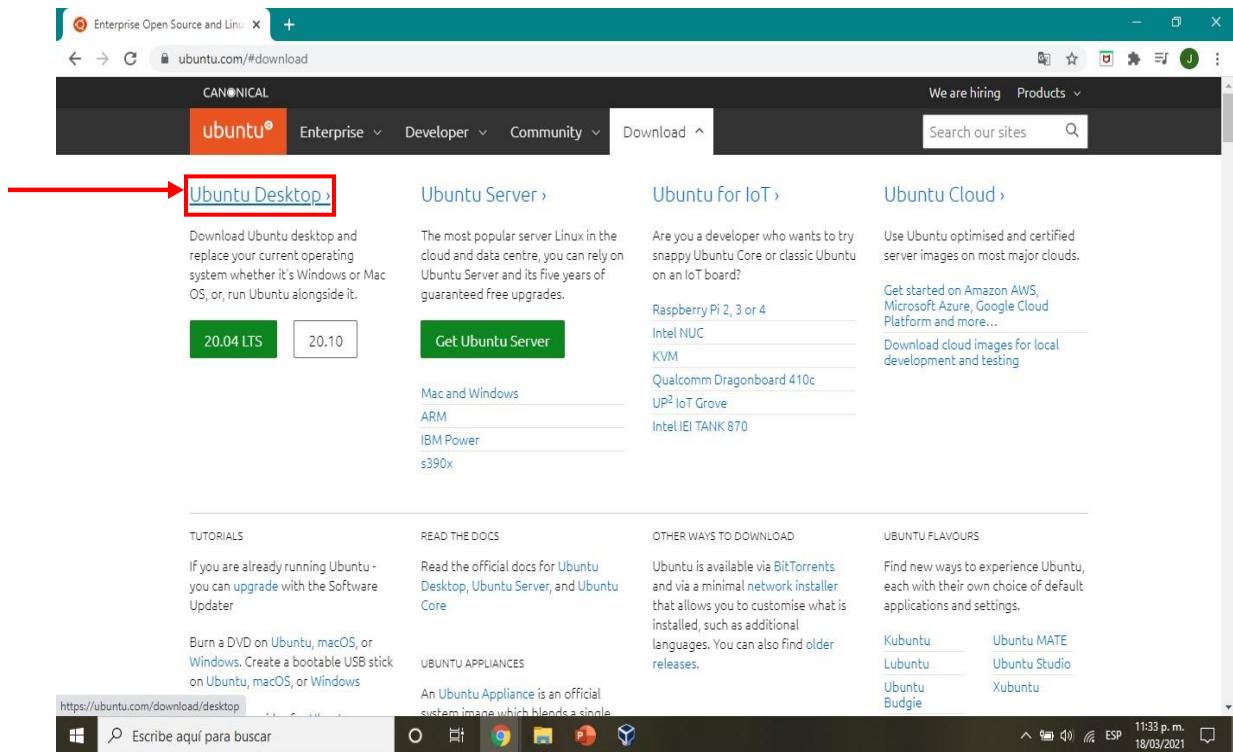 Enterprise Open Source and Linu
ubuntu.com/#download
J
CANONICAL
We are hiring Products
ubuntu Enterprise Developer Community Download
Search our sites
Ubuntu Desktop ›
Download Ubuntu desktop and
replace your current operating
system whether it's Windows or Mac
OS, or, run Ubuntu alongside it.
20.04 LTS 20.10
Ubuntu Server ›
The most popular server Linux in the
cloud and data centre, you can rely on
Ubuntu Server and its five years of
guaranteed free upgrades.
Get Ubuntu Server
Mac and Windows
ARM
IBM Power
s390x
Ubuntu for IoT ›
Are you a developer who wants to try
snappy Ubuntu Core or classic Ubuntu
on an IoT board?
Raspberry Pi 2, 3 or 4
Intel NUC
KVM
Qualcomm Dragonboard 410c
UP² IoT Grove
Intel IEI TANK 870
Ubuntu Cloud ›
Use Ubuntu optimised and certified
server images on most major clouds.
Get started on Amazon AWS,
Microsoft Azure, Google Cloud
Platform and more…
Download cloud images for local
development and testing
TUTORIALS
If you are already running Ubuntu -
you can upgrade with the Software
Updater
Burn a DVD on Ubuntu, macOS, or
Windows. Create a bootable USB stick
on Ubuntu, macOS, or Windows
READ THE DOCS
Read the official docs for Ubuntu
Desktop, Ubuntu Server, and Ubuntu
Core
UBUNTU APPLIANCES
An Ubuntu Appliance is an official
system image which blends a single
OTHER WAYS TO DOWNLOAD
Ubuntu is available via BitTorrents
and via a minimal network installer
that allows you to customise what is
installed, such as additional
languages. You can also find older
releases.
UBUNTU FLAVOURS
Find new ways to experience Ubuntu,
each with their own choice of default
applications and settings.
Kubuntu
Lubuntu
Ubuntu
Budgie
Ubuntu MATE
Ubuntu Studio
Xubuntu
https://ubuntu.com/download/desktop
Escribe aquí para buscar
ESP
11:33 p. m.
18/03/2021